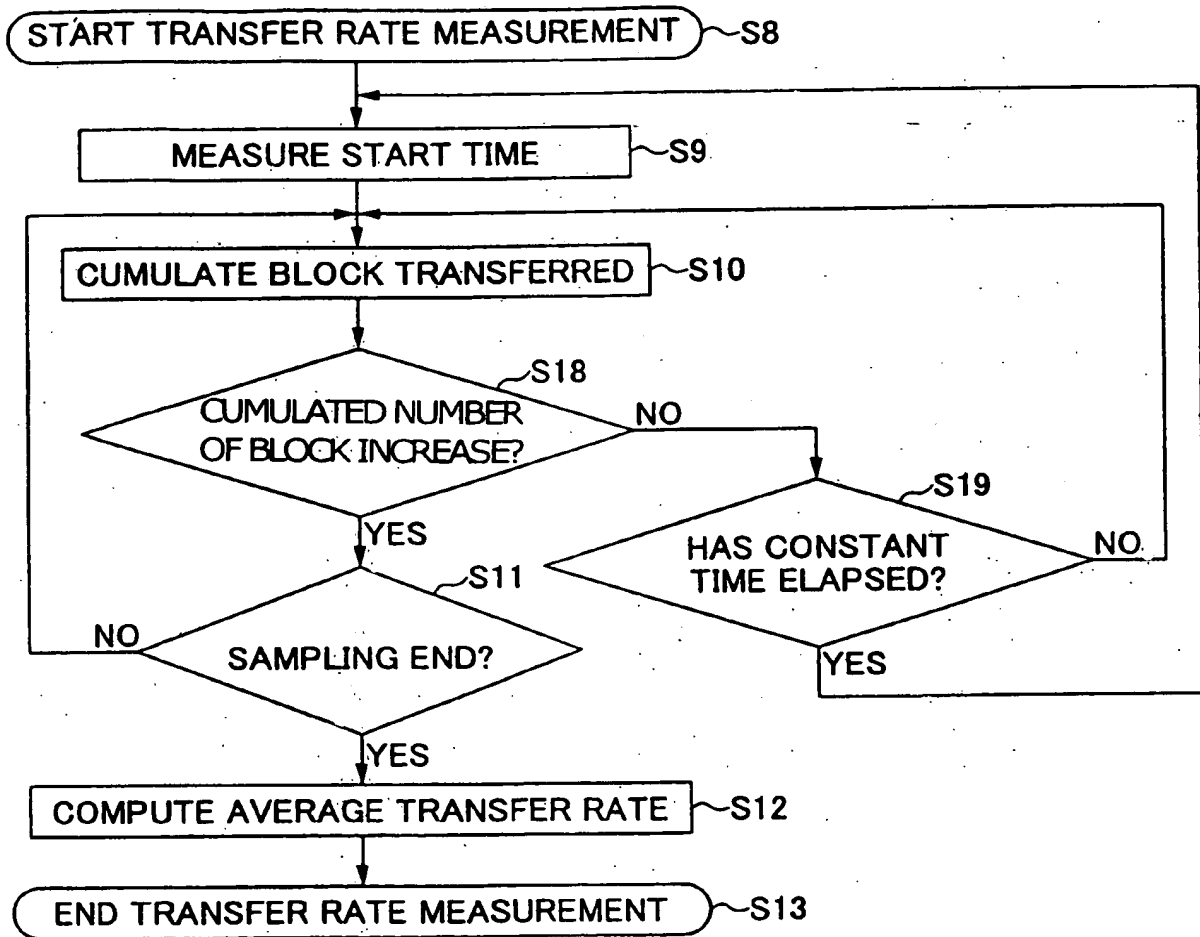 START TRANSFER RATE MEASUREMENT
S8
MEASURE START TIME
S9
CUMULATE BLOCK TRANSFERRED
S10
S18
CUMULATED NUMBER
OF BLOCK INCREASE?
NO
YES
S19
HAS CONSTANT
TIME ELAPSED?
NO
YES
S11
SAMPLING END?
NO
YES
COMPUTE AVERAGE TRANSFER RATE
S12
END TRANSFER RATE MEASUREMENT
S13